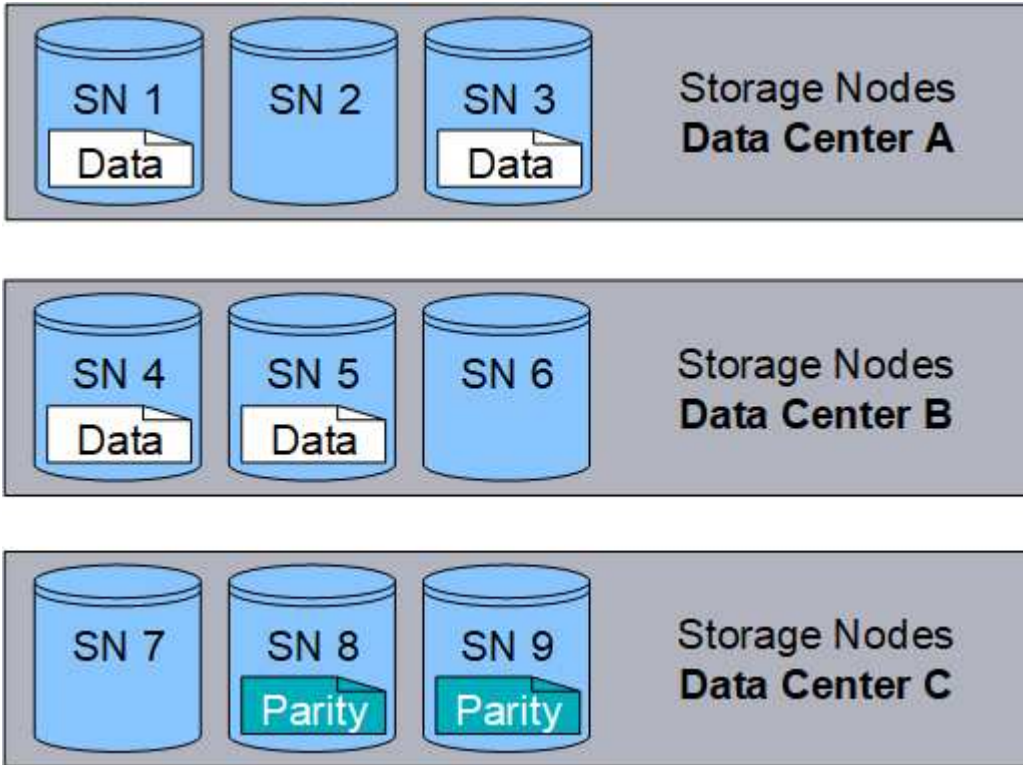 SN 1
SN 2
SN 3
Data
Data
Storage Nodes
Data Center A
SN 4
SN 5
SN 6
Data
Data
Storage Nodes
Data Center B
SN 7
SN 8
SN 9
Parity
Parity
Storage Nodes
Data Center C